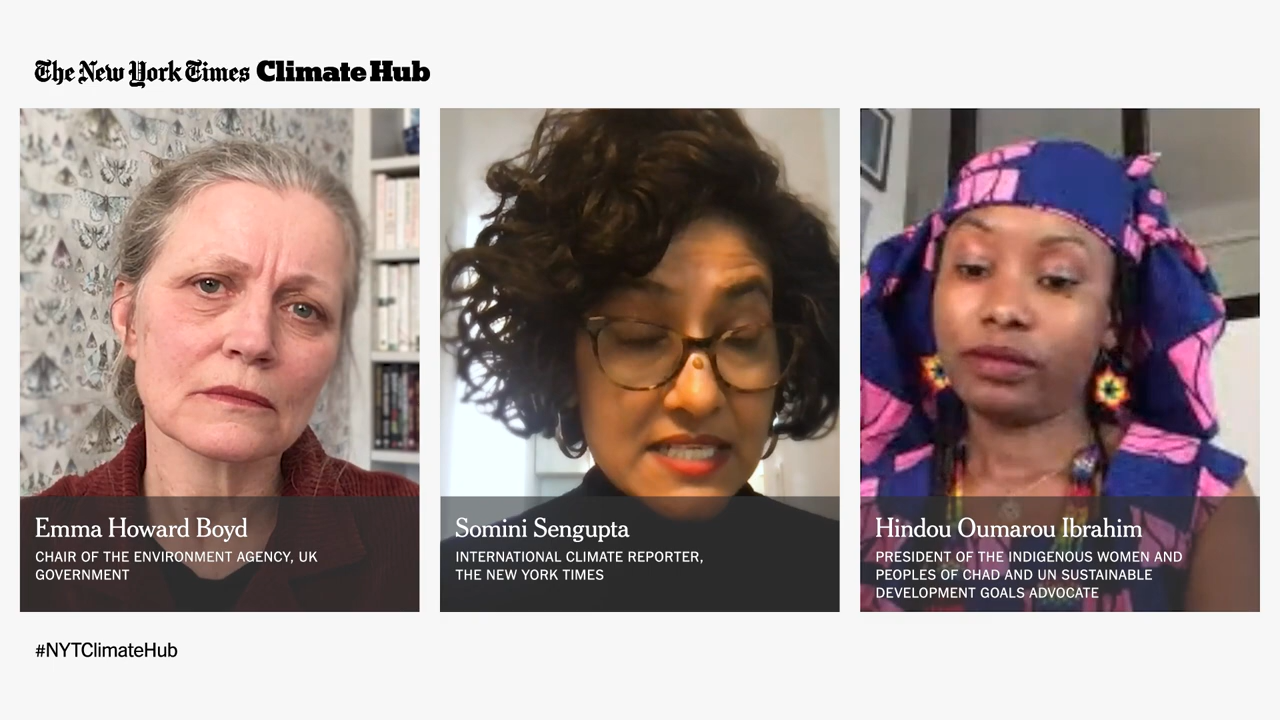 The New York Times Climate Hub
Emma Howard Boyd
CHAIR OF THE ENVIRONMENT AGENCY, UK
GOVERNMENT
Somini Sengupta
INTERNATIONAL CLIMATE REPORTER,
THE NEW YORK TIMES
Hindou Oumarou Ibrahim
PRESIDENT OF THE INDIGENOUS WOMEN AND
PEOPLES OF CHAD AND UN SUSTAINABLE
DEVELOPMENT GOALS ADVOCATE
#NYTClimateHub